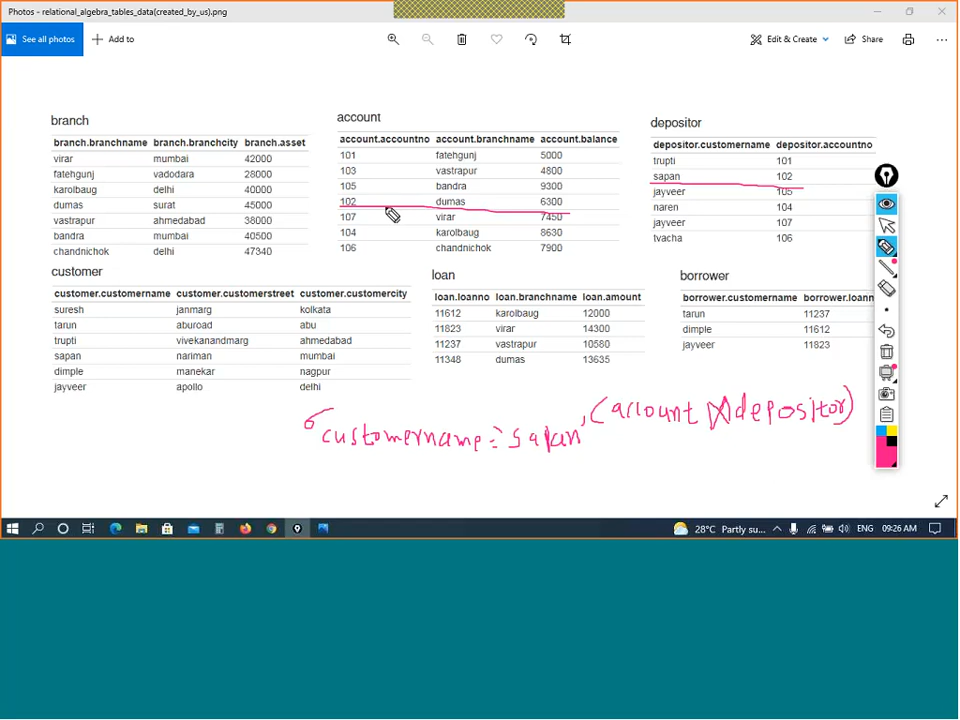 Photos - relational_algebra_tables_data(created_by_us).png
See all photos
Add to
Edit & Create
Share
branch
branch.branchname branch.branchcity branch.asset
virar mumbai 42000
fatehgunj vadodara 28000
karolbaug delhi 40000
dumas surat 45000
vastrapur ahmedabad 38000
bandra mumbai 40500
chandnichok delhi 47340
account
account.accountno account.branchname account.balance
101 fatehgunj 5000
103 vastrapur 4800
105 bandra 9300
102 dumas 6300
107 virar 7450
104 karolbaug 8630
106 chandnichok 7900
depositor
depositor.customername depositor.accountno
trupti 101
sapan 102
jayveer 105
naren 104
jayveer 107
tvacha 106
customer
customer.customername customer.customerstreet customer.customercity
suresh janmarg kolkata
tarun aburoad abu
trupti vivekanandmarg ahmedabad
sapan nariman mumbai
dimple manekar nagpur
jayveer apollo delhi
loan
loan.loanno loan.branchname loan.amount
11612 karolbaug 12000
11823 virar 14300
11237 vastrapur 10580
11348 dumas 13635
borrower
borrower.customername borrower.loann
tarun 11237
dimple 11612
jayveer 11823
σcustomername='sapan' (account ⋈ depositor)
28°C Partly su... ENG 09:26 AM